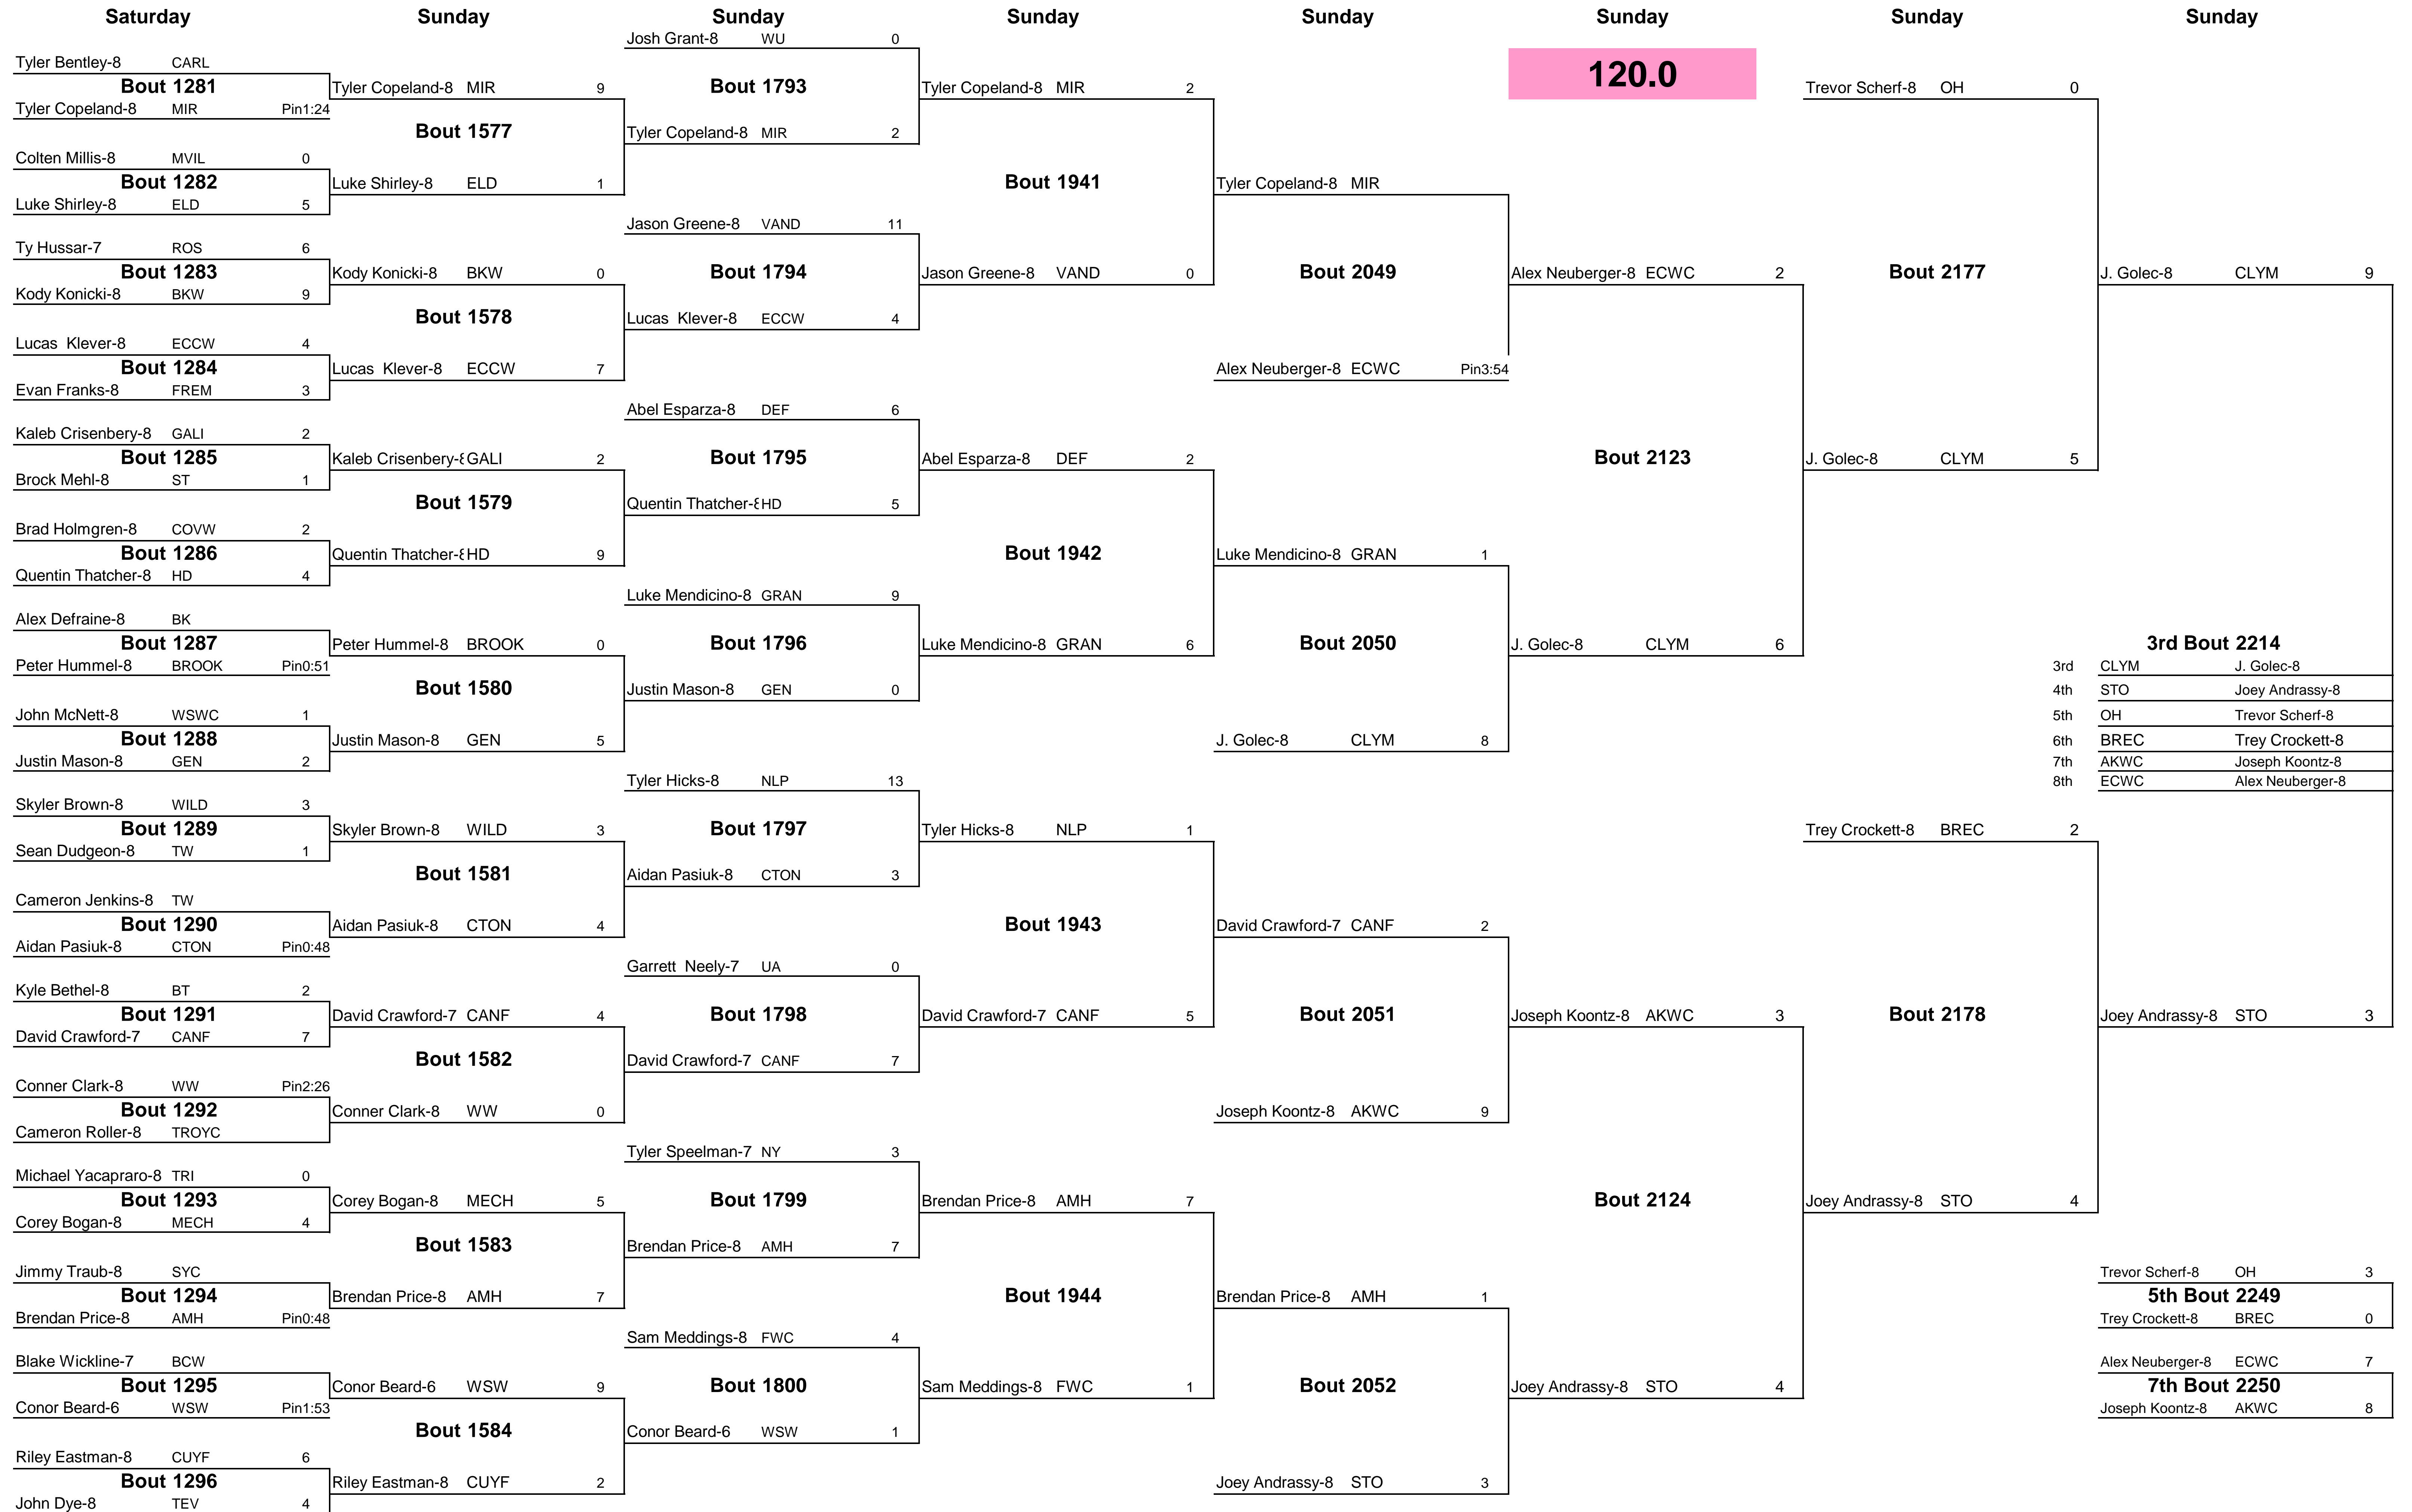 Saturday Sunday Sunday Sunday Sunday Sunday Sunday Sunday
120.0
Tyler Bentley-8 CARL
Bout 1281
Tyler Copeland-8 MIR Pin1:24
Colten Millis-8 MVIL 0
Bout 1282
Luke Shirley-8 ELD 5
Ty Hussar-7 ROS 6
Bout 1283
Kody Konicki-8 BKW 9
Lucas Klever-8 ECCW 4
Bout 1284
Evan Franks-8 FREM 3
Kaleb Crisenbery-8 GALI 2
Bout 1285
Brock Mehl-8 ST 1
Brad Holmgren-8 COVW 2
Bout 1286
Quentin Thatcher-8 HD 4
Alex Defraine-8 BK
Bout 1287
Peter Hummel-8 BROOK Pin0:51
John McNett-8 WSWC 1
Bout 1288
Justin Mason-8 GEN 2
Skyler Brown-8 WILD 3
Bout 1289
Sean Dudgeon-8 TW 1
Cameron Jenkins-8 TW
Bout 1290
Aidan Pasiuk-8 CTON Pin0:48
Kyle Bethel-8 BT 2
Bout 1291
David Crawford-7 CANF 7
Conner Clark-8 WW Pin2:26
Bout 1292
Cameron Roller-8 TROYC
Michael Yacapraro-8 TRI 0
Bout 1293
Corey Bogan-8 MECH 4
Jimmy Traub-8 SYC
Bout 1294
Brendan Price-8 AMH Pin0:48
Blake Wickline-7 BCW
Bout 1295
Conor Beard-6 WSW Pin1:53
Riley Eastman-8 CUYF 6
Bout 1296
John Dye-8 TEV 4
Tyler Copeland-8 MIR 9
Bout 1577
Luke Shirley-8 ELD 1
Kody Konicki-8 BKW 0
Bout 1578
Lucas Klever-8 ECCW 7
Kaleb Crisenbery- GALI 2
Bout 1579
Quentin Thatcher- HD 9
Peter Hummel-8 BROOK 0
Bout 1580
Justin Mason-8 GEN 5
Skyler Brown-8 WILD 3
Bout 1581
Aidan Pasiuk-8 CTON 4
David Crawford-7 CANF 4
Bout 1582
Conner Clark-8 WW 0
Corey Bogan-8 MECH 5
Bout 1583
Brendan Price-8 AMH 7
Conor Beard-6 WSW 9
Bout 1584
Riley Eastman-8 CUYF 2
Josh Grant-8 WU 0
Bout 1793
Tyler Copeland-8 MIR 2
Jason Greene-8 VAND 11
Bout 1794
Lucas Klever-8 ECCW 4
Abel Esparza-8 DEF 6
Bout 1795
Quentin Thatcher- HD 5
Luke Mendicino-8 GRAN 9
Bout 1796
Justin Mason-8 GEN 0
Tyler Hicks-8 NLP 13
Bout 1797
Aidan Pasiuk-8 CTON 3
Garrett Neely-7 UA 0
Bout 1798
David Crawford-7 CANF 7
Tyler Speelman-7 NY 3
Bout 1799
Brendan Price-8 AMH 7
Sam Meddings-8 FWC 4
Bout 1800
Conor Beard-6 WSW 1
Tyler Copeland-8 MIR 2
Bout 1941
Jason Greene-8 VAND 0
Abel Esparza-8 DEF 2
Bout 1942
Luke Mendicino-8 GRAN 6
Tyler Hicks-8 NLP 1
Bout 1943
David Crawford-7 CANF 5
Brendan Price-8 AMH 7
Bout 1944
Sam Meddings-8 FWC 1
Tyler Copeland-8 MIR
Bout 2049
Alex Neuberger-8 ECWC Pin3:54
Luke Mendicino-8 GRAN 1
Bout 2050
J. Golec-8 CLYM 8
David Crawford-7 CANF 2
Bout 2051
Joseph Koontz-8 AKWC 9
Brendan Price-8 AMH 1
Bout 2052
Joey Andrassy-8 STO 3
Alex Neuberger-8 ECWC 2
Bout 2123
J. Golec-8 CLYM 6
Joseph Koontz-8 AKWC 3
Bout 2124
Joey Andrassy-8 STO 4
Trevor Scherf-8 OH 0
Bout 2177
J. Golec-8 CLYM 5
Trey Crockett-8 BREC 2
Bout 2178
Joey Andrassy-8 STO 4
J. Golec-8 CLYM 9
3rd Bout 2214
3rd CLYM J. Golec-8
4th STO Joey Andrassy-8
5th OH Trevor Scherf-8
6th BREC Trey Crockett-8
7th AKWC Joseph Koontz-8
8th ECWC Alex Neuberger-8
Joey Andrassy-8 STO 3
Trevor Scherf-8 OH 3
5th Bout 2249
Trey Crockett-8 BREC 0
Alex Neuberger-8 ECWC 7
7th Bout 2250
Joseph Koontz-8 AKWC 8